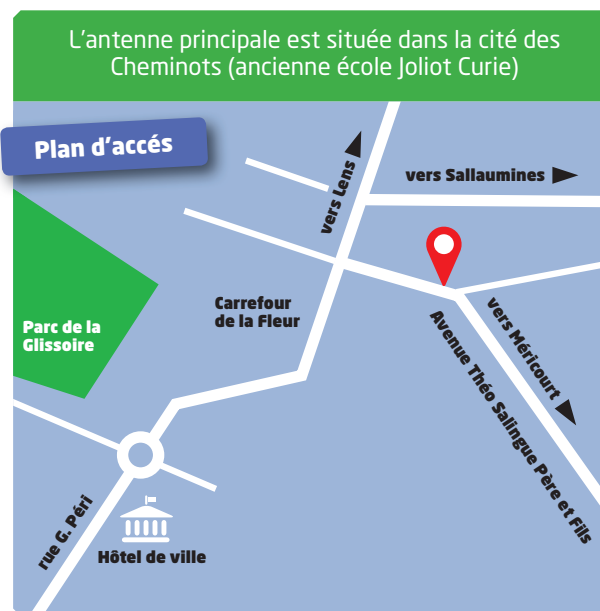 L'antenne principale est située dans la cité des
Cheminots (ancienne école Joliot Curie)
Plan d'accés
vers Lens
vers Sallaumines
Carrefour
de la Fleur
Parc de la
Glissoire
vers Méricourt
Avenue Théo Salingue Père et Fils
rue G. Péri
Hôtel de ville